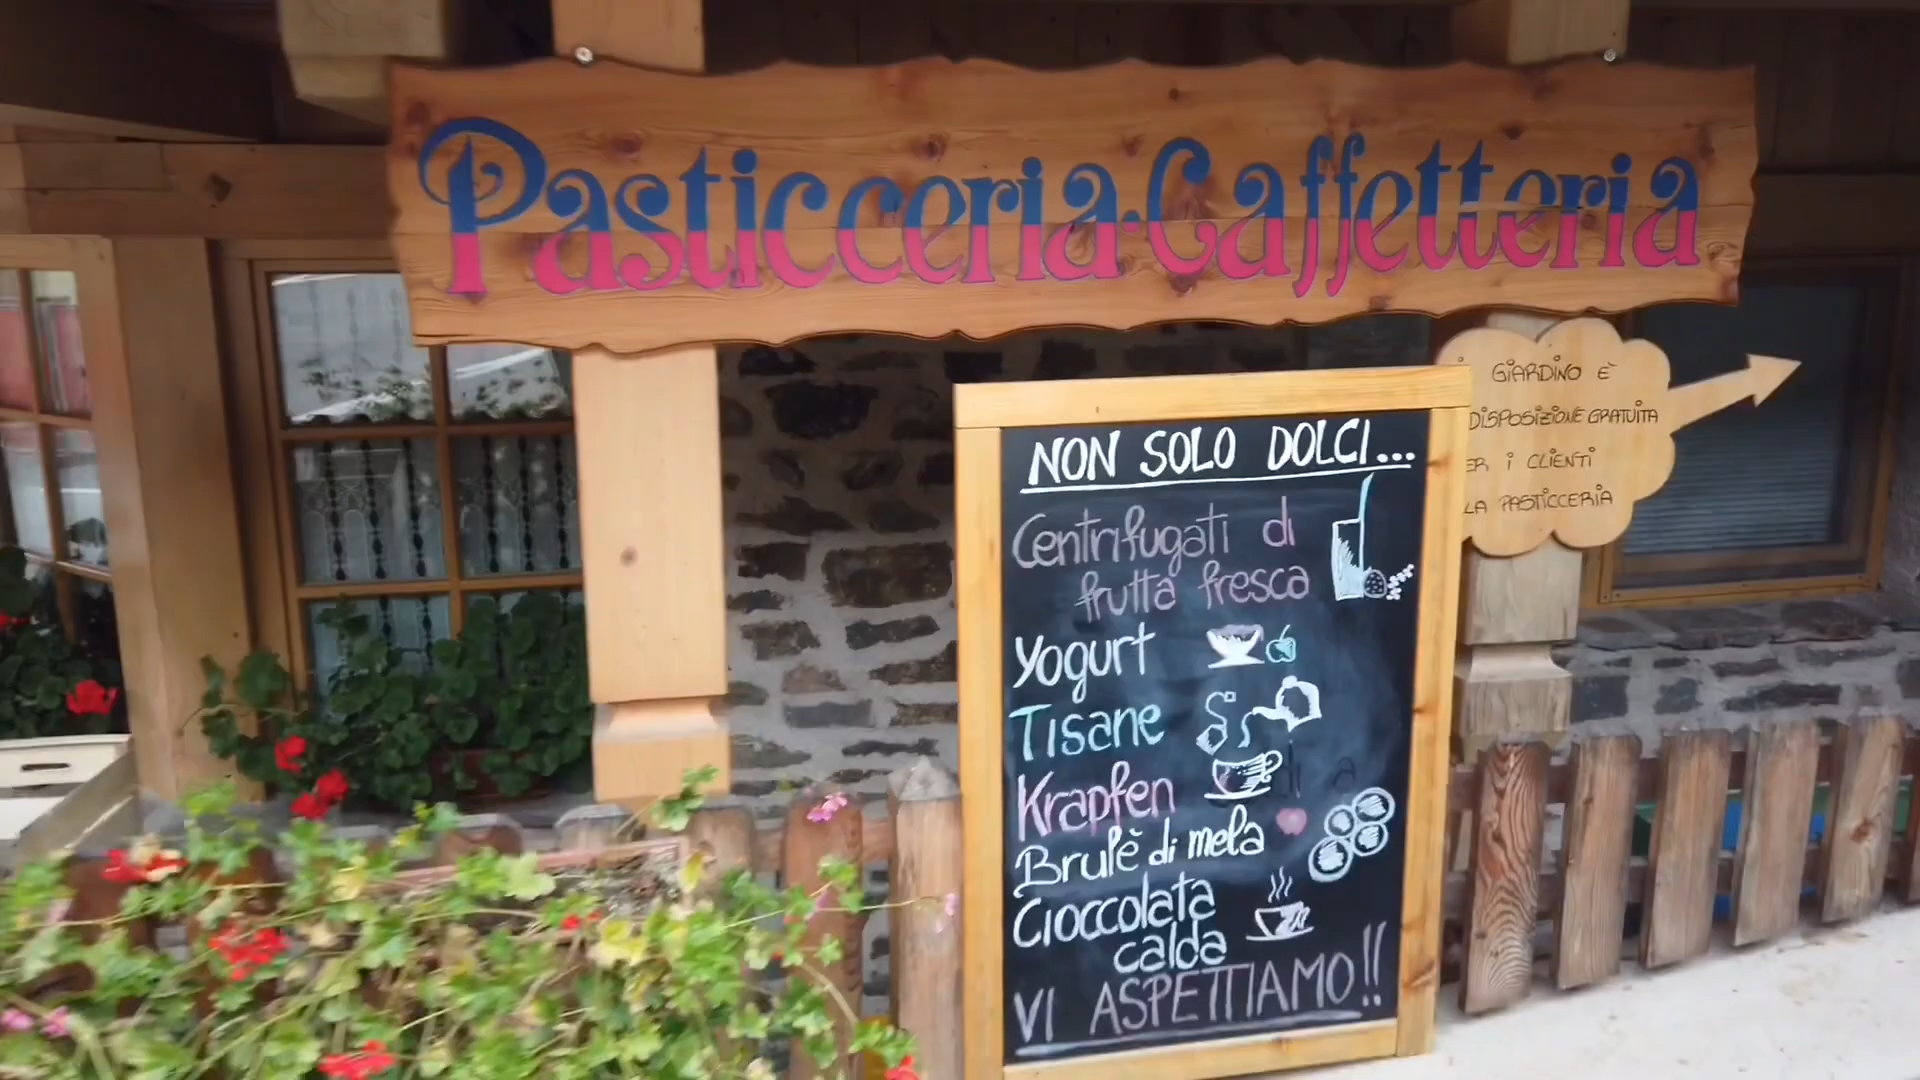 Pasticceria·Caffetteria
GIARDINO È
DISPOSIZIONE GRATUITA
I CLIENTI
PASTICCERIA
NON SOLO DOLCI...
Centrifugati di
frutta fresca
Yogurt
Tisane
Krapfen
Brulè di mela
Cioccolata
calda
VI ASPETTIAMO!!